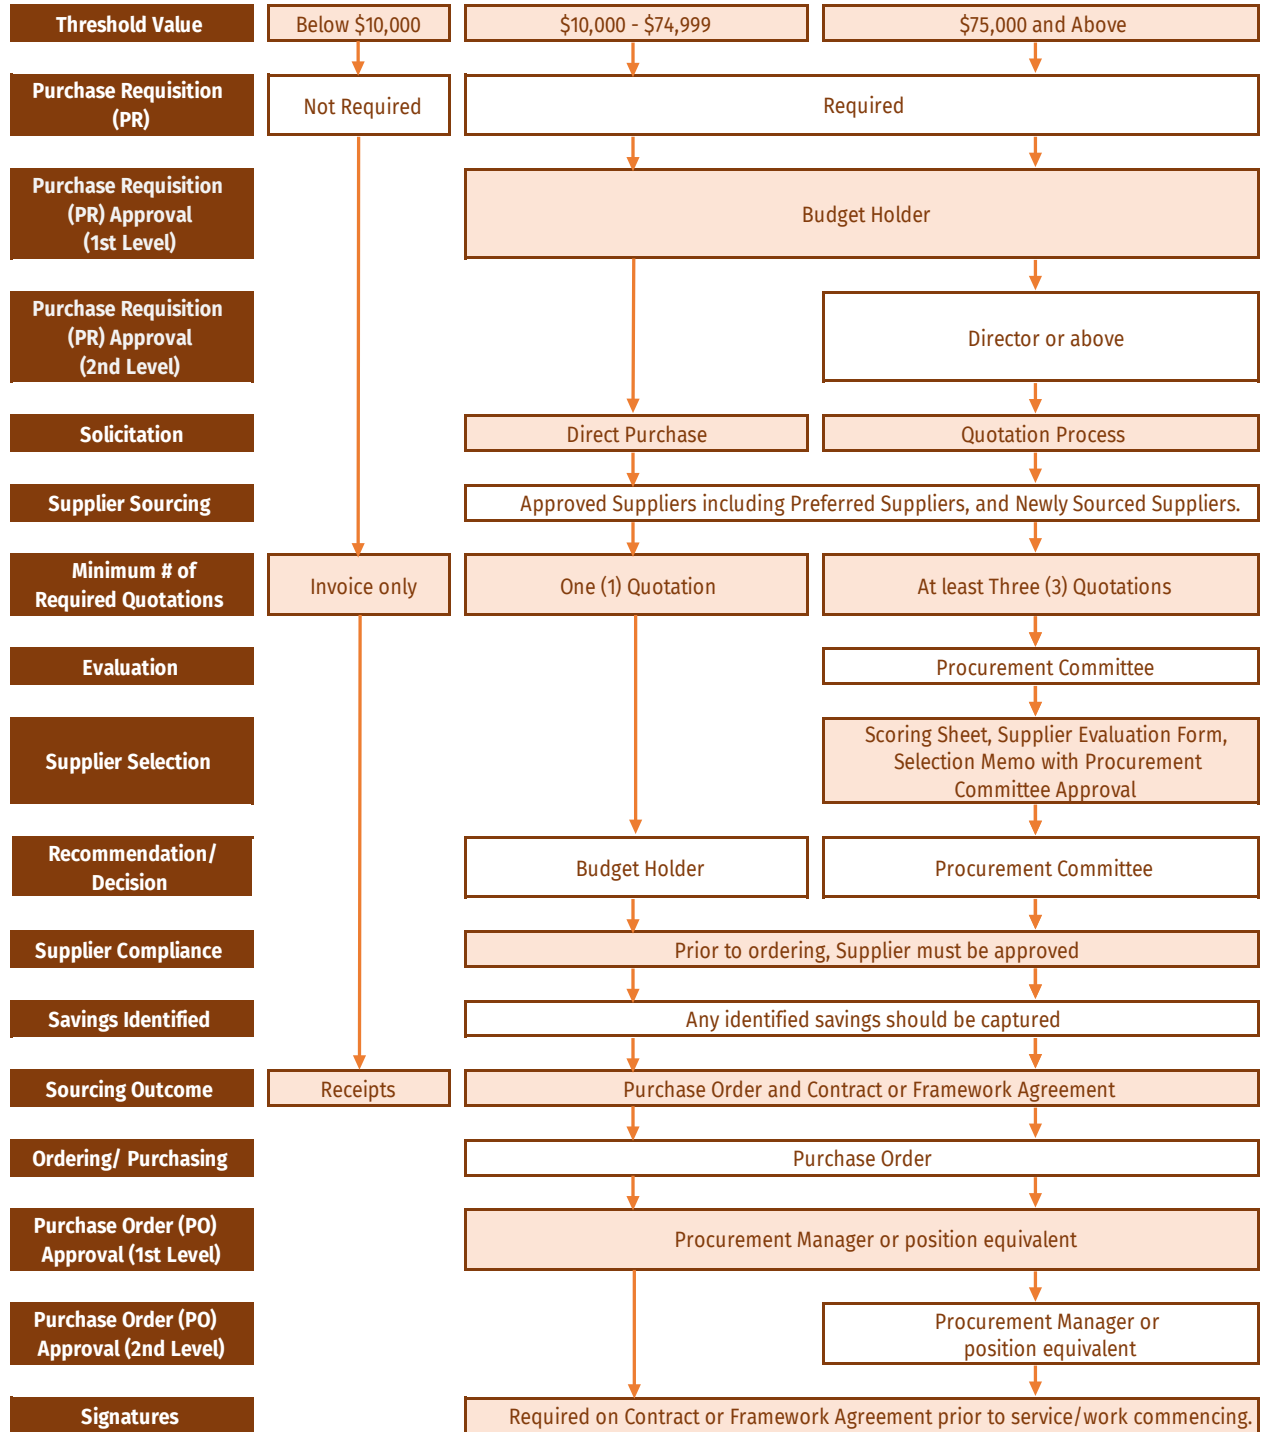 Threshold Value
Below $10,000
$10,000 - $74,999
$75,000 and Above
Purchase Requisition
(PR)
Not Required
Required
Purchase Requisition
(PR) Approval
(1st Level)
Budget Holder
Purchase Requisition
(PR) Approval
(2nd Level)
Director or above
Solicitation
Direct Purchase
Quotation Process
Supplier Sourcing
Approved Suppliers including Preferred Suppliers, and Newly Sourced Suppliers.
Minimum # of
Required Quotations
Invoice only
One (1) Quotation
At least Three (3) Quotations
Evaluation
Procurement Committee
Supplier Selection
Scoring Sheet, Supplier Evaluation Form,
Selection Memo with Procurement
Committee Approval
Recommendation/
Decision
Budget Holder
Procurement Committee
Supplier Compliance
Prior to ordering, Supplier must be approved
Savings Identified
Any identified savings should be captured
Sourcing Outcome
Receipts
Purchase Order and Contract or Framework Agreement
Ordering/ Purchasing
Purchase Order
Purchase Order (PO)
Approval (1st Level)
Procurement Manager or position equivalent
Purchase Order (PO)
Approval (2nd Level)
Procurement Manager or
position equivalent
Signatures
Required on Contract or Framework Agreement prior to service/work commencing.